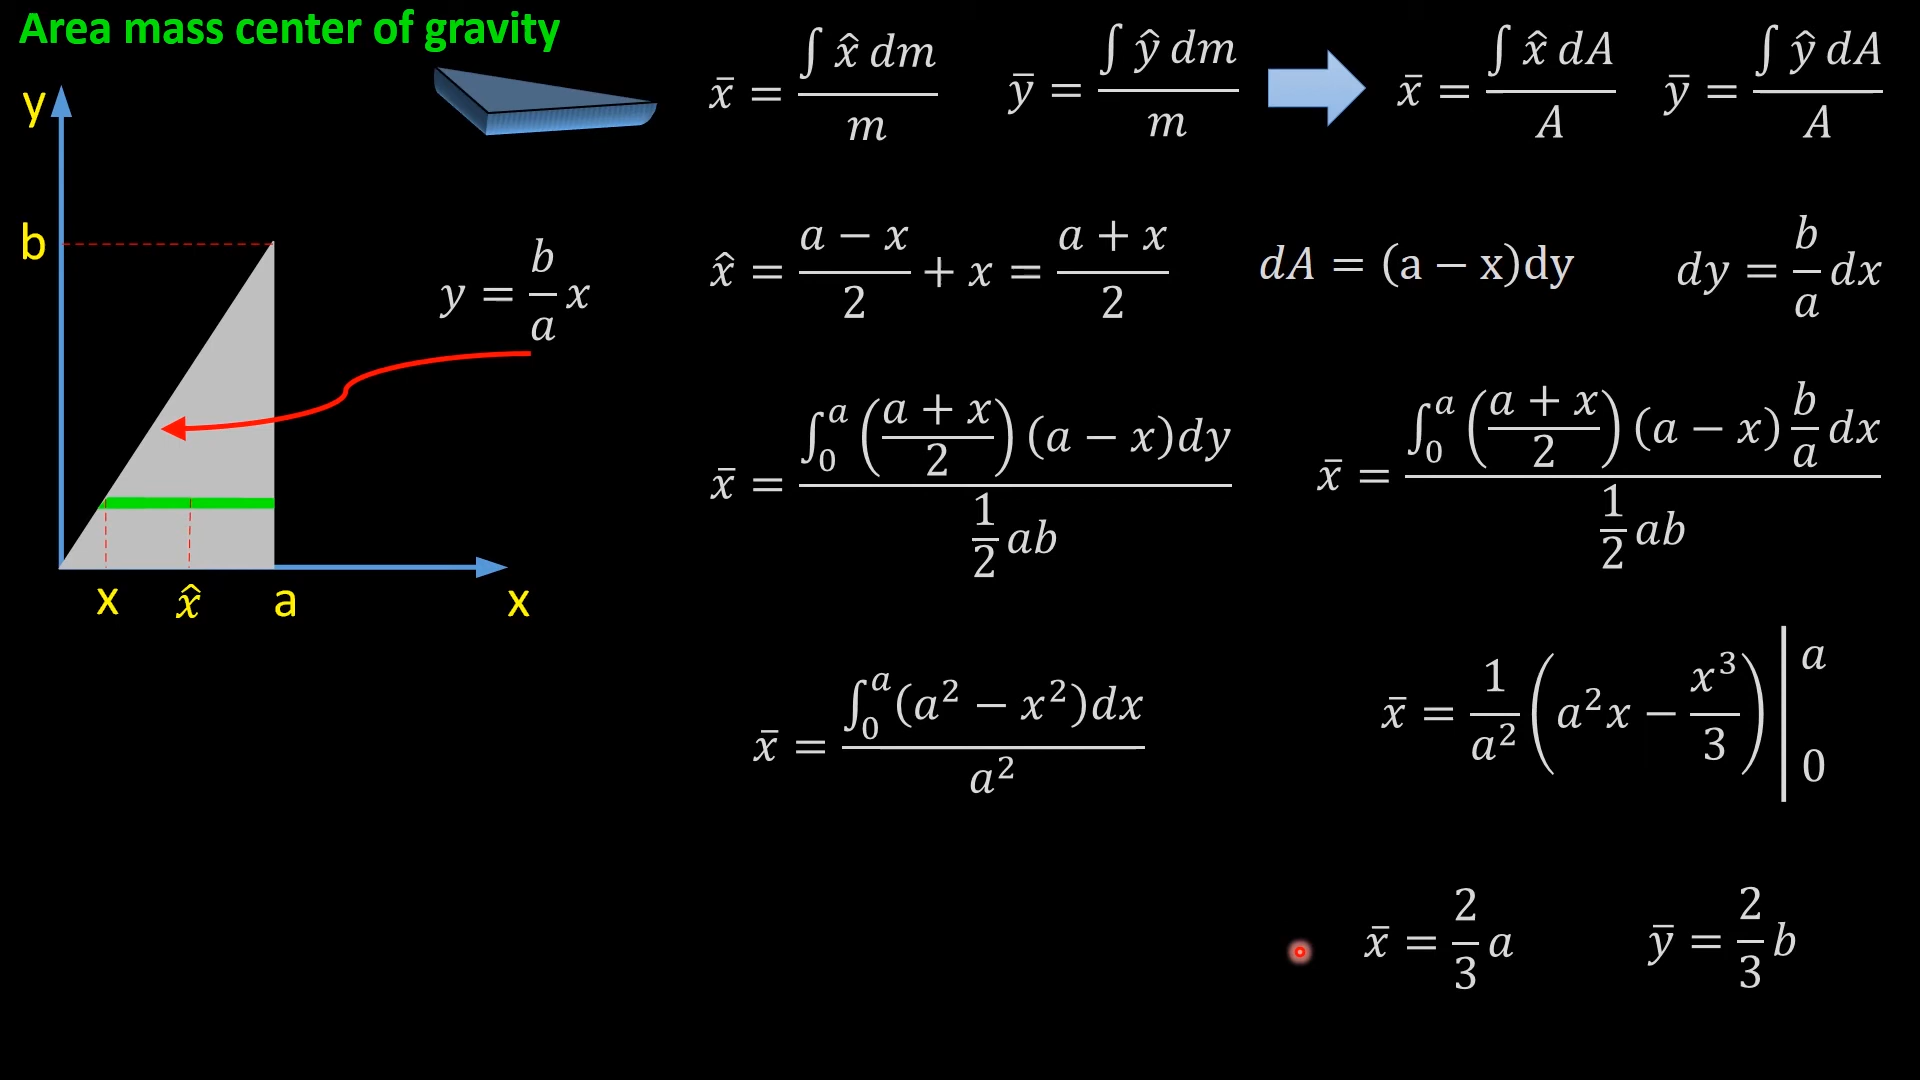 Area mass center of gravity
x̄ = ∫ x̂ dm / m
ȳ = ∫ ŷ dm / m
x̄ = ∫ x̂ dA / A
ȳ = ∫ ŷ dA / A
y
b
y = b/a x
x
x̂
a
x
x̂ = (a − x)/2 + x = (a + x)/2
dA = (a − x)dy
dy = b/a dx
x̄ = ∫₀ᵃ ((a + x)/2) (a − x)dy / (1/2 ab)
x̄ = ∫₀ᵃ ((a + x)/2) (a − x) b/a dx / (1/2 ab)
x̄ = ∫₀ᵃ (a² − x²)dx / a²
x̄ = 1/a² (a²x − x³/3) | a 0
x̄ = 2/3 a
ȳ = 2/3 b